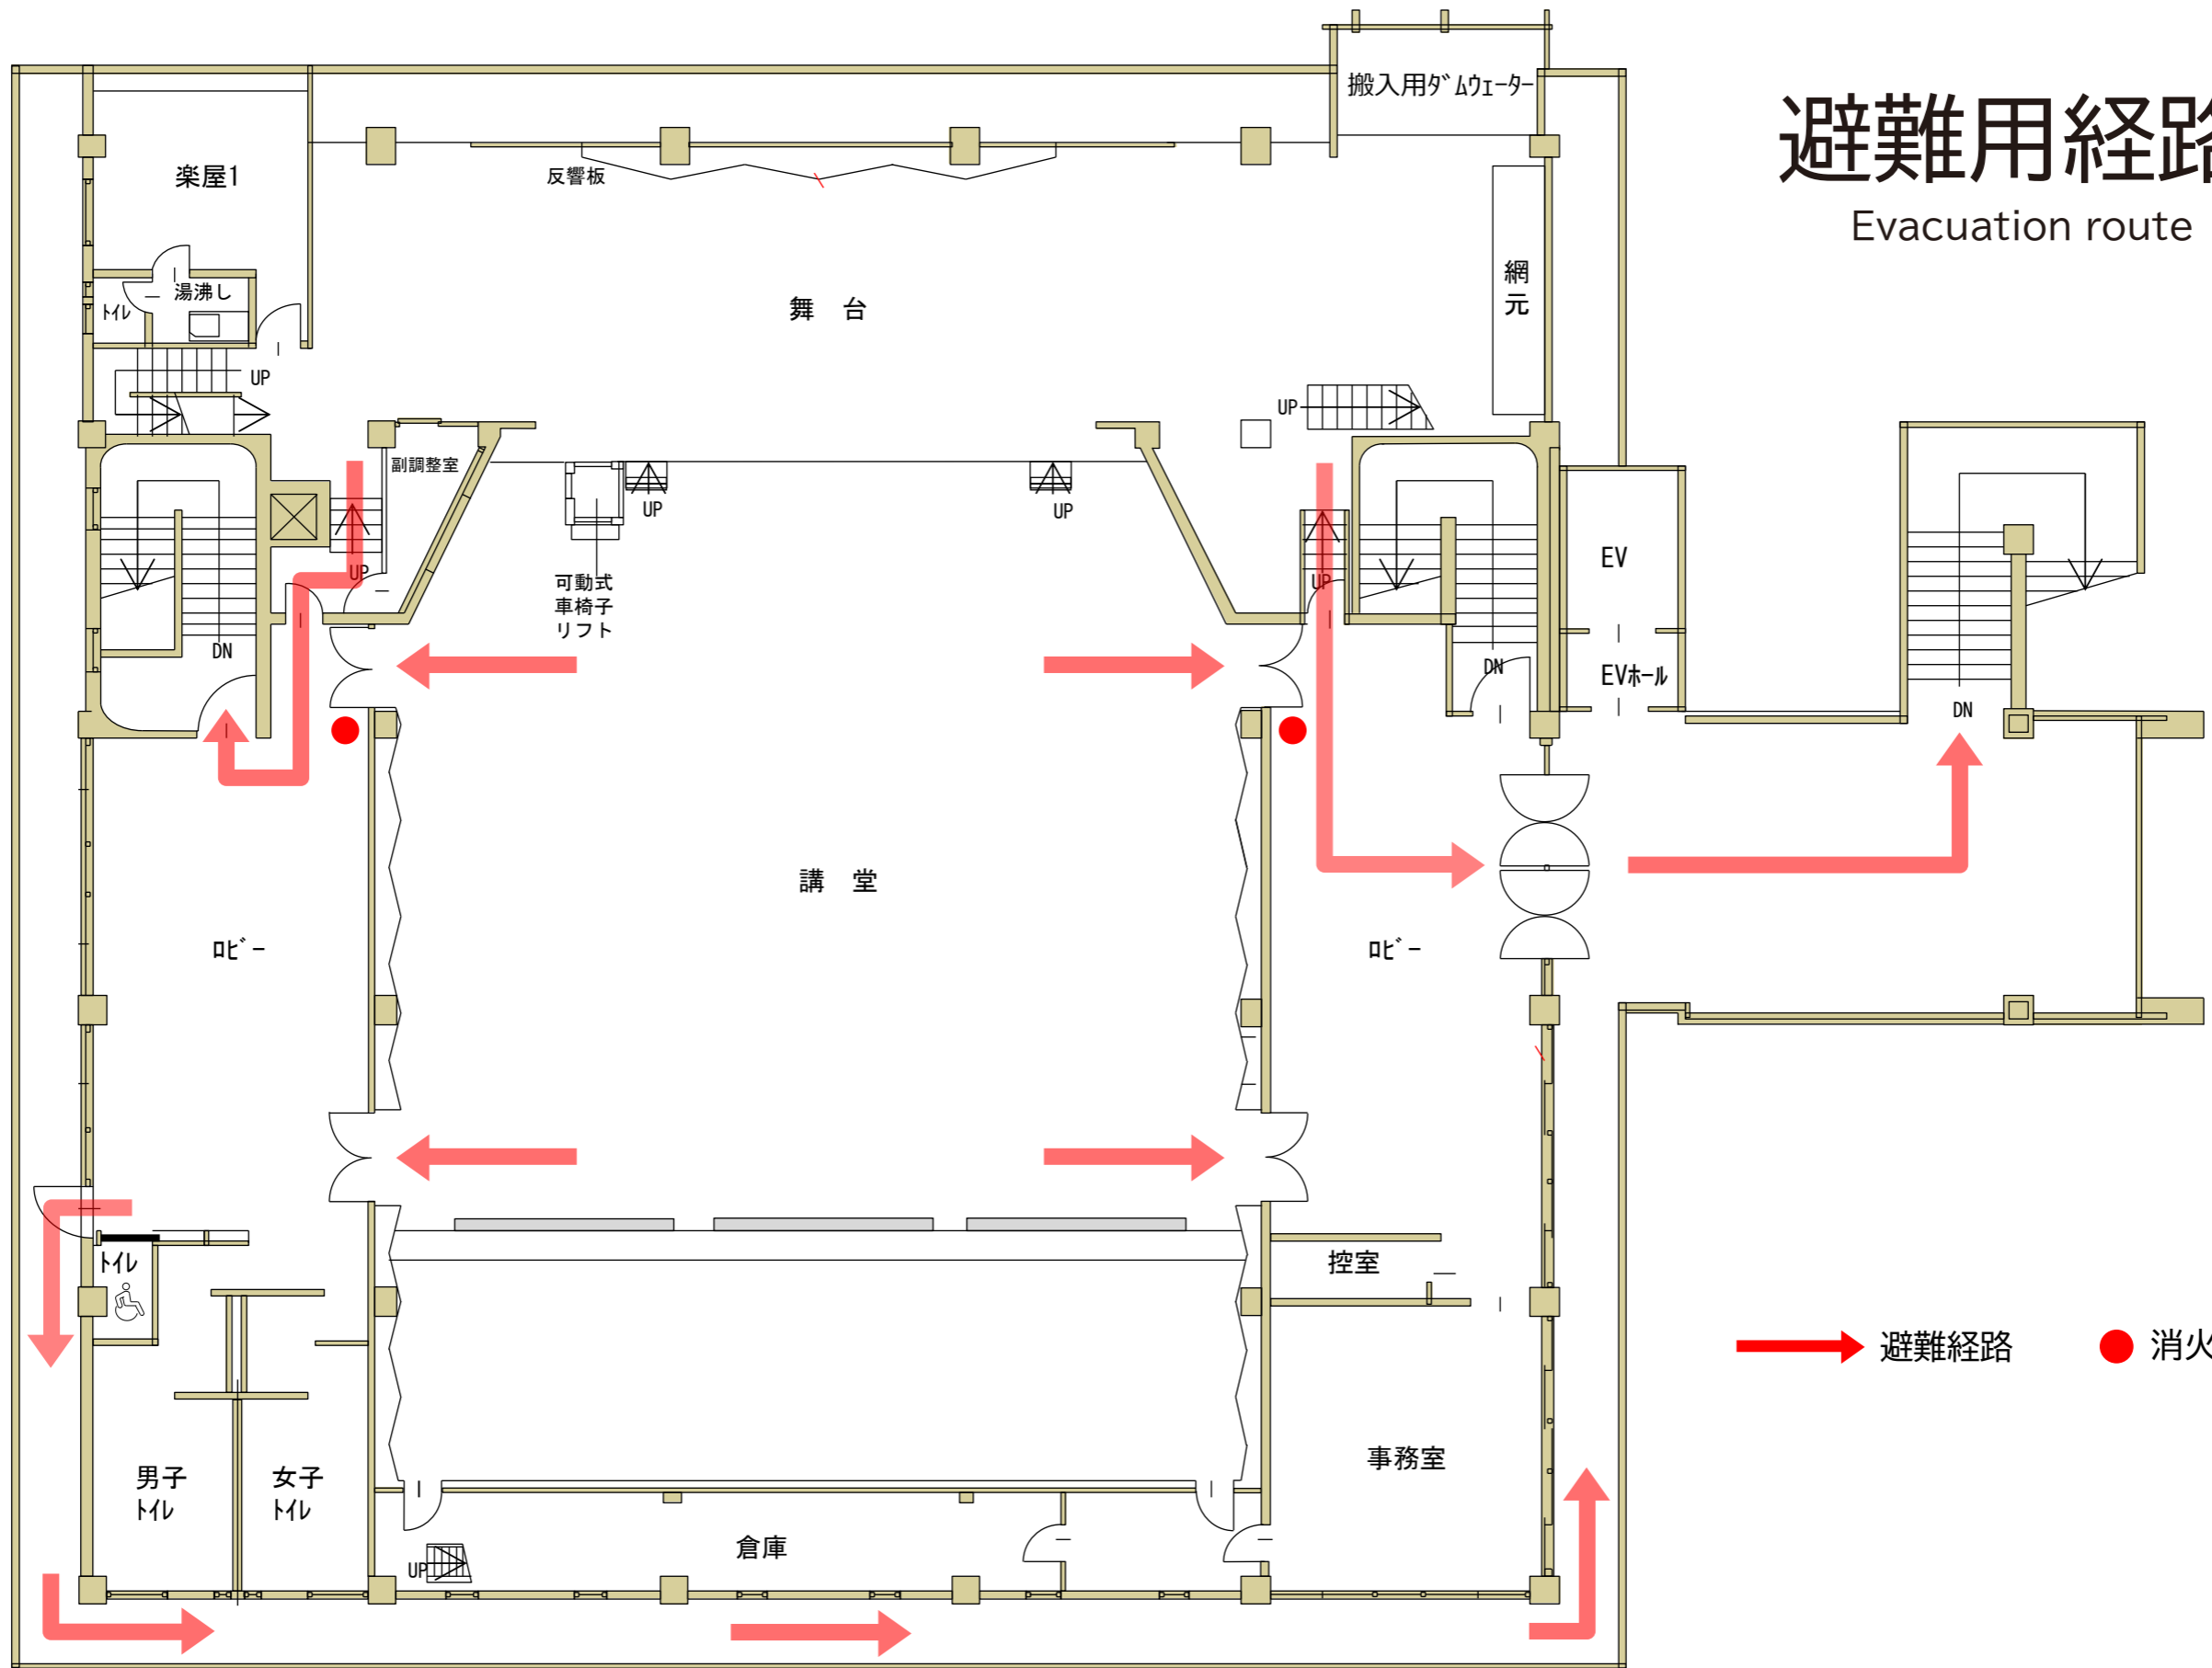 搬入用ダムウェーター
避難用経路
Evacuation route
楽屋1
反響板
網
元
湯沸し
トイレ
舞 台
UP
UP
副調整室
UP
UP
EV
可動式
車椅子
リフト
UP
UP
DN
DN
EVホール
DN
講 堂
ロビー
ロビー
トイレ
控室
避難経路
消火
事務室
男子
トイレ
女子
トイレ
倉庫
UP